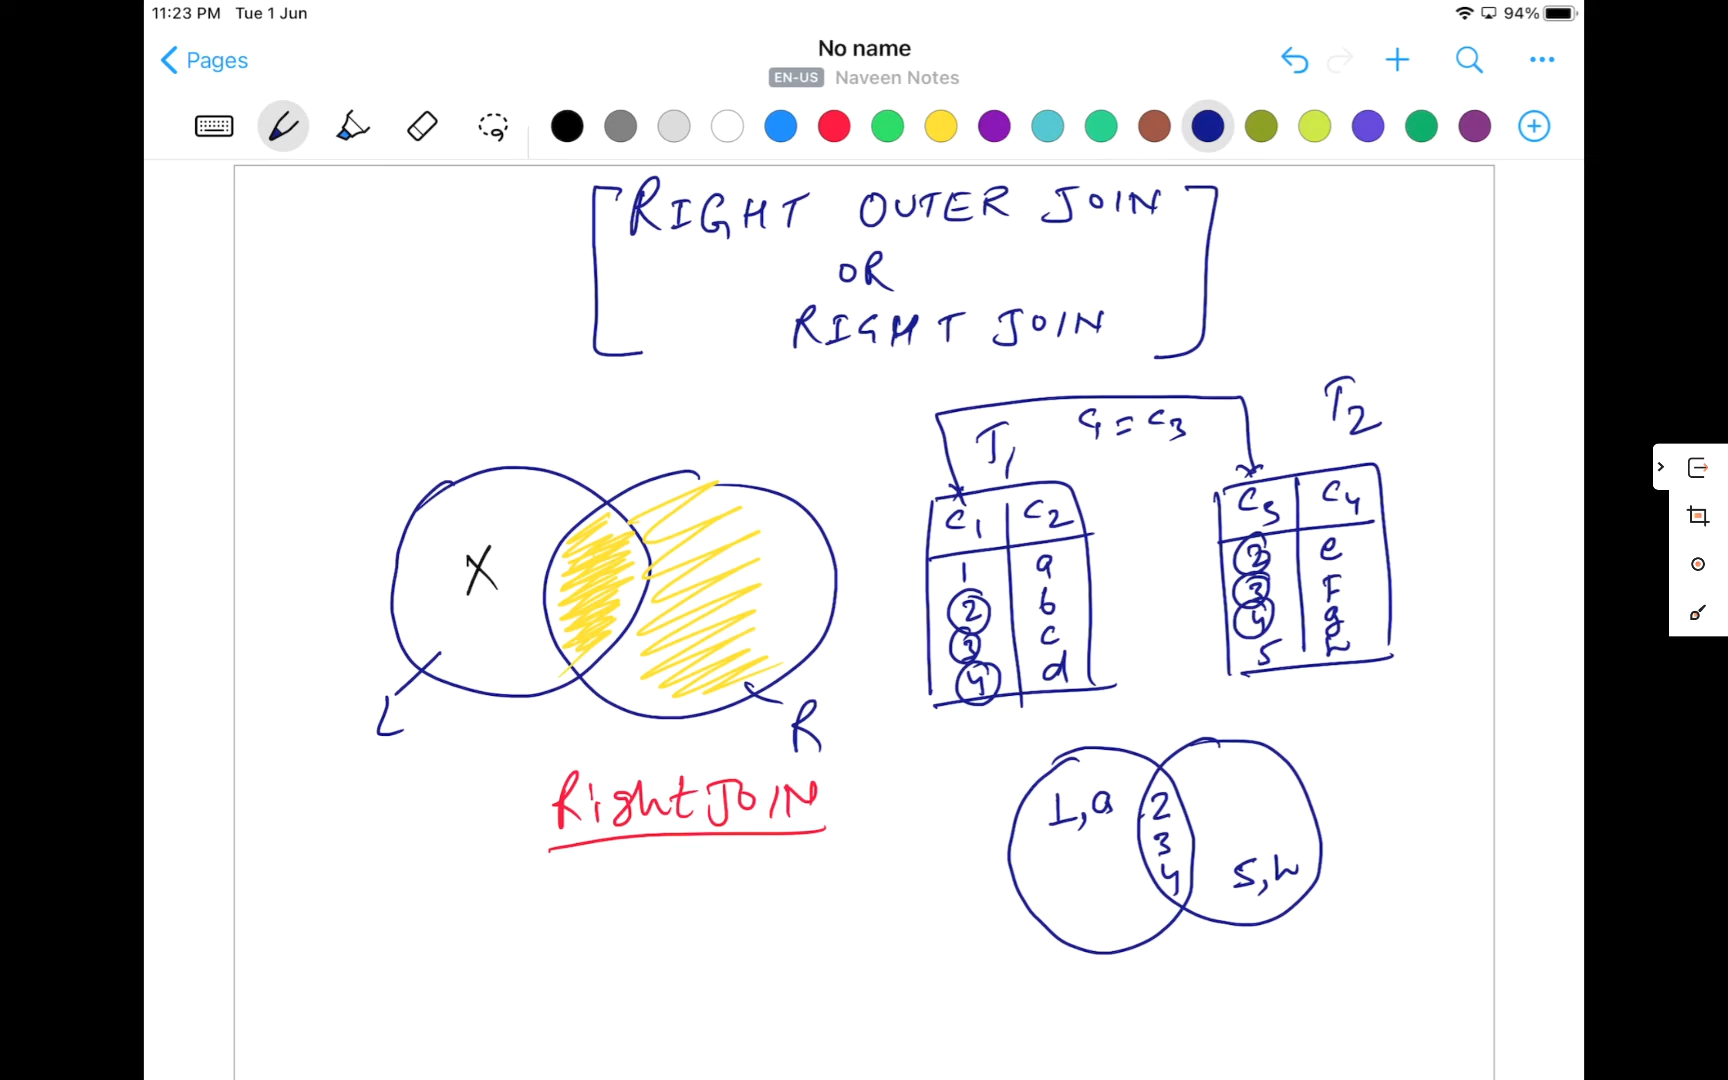 11:23 PM Tue 1 Jun
94%
Pages
No name
EN-US Naveen Notes
RIGHT OUTER JOIN
OR
RIGHT JOIN
T1 C1 = C3 T2
C1 C2
1 a
2 b
3 c
4 d
C3 C4
2 e
3 F
4 g
5 h
X
L
R
Right JOIN
1, a
2
3
4
5, h